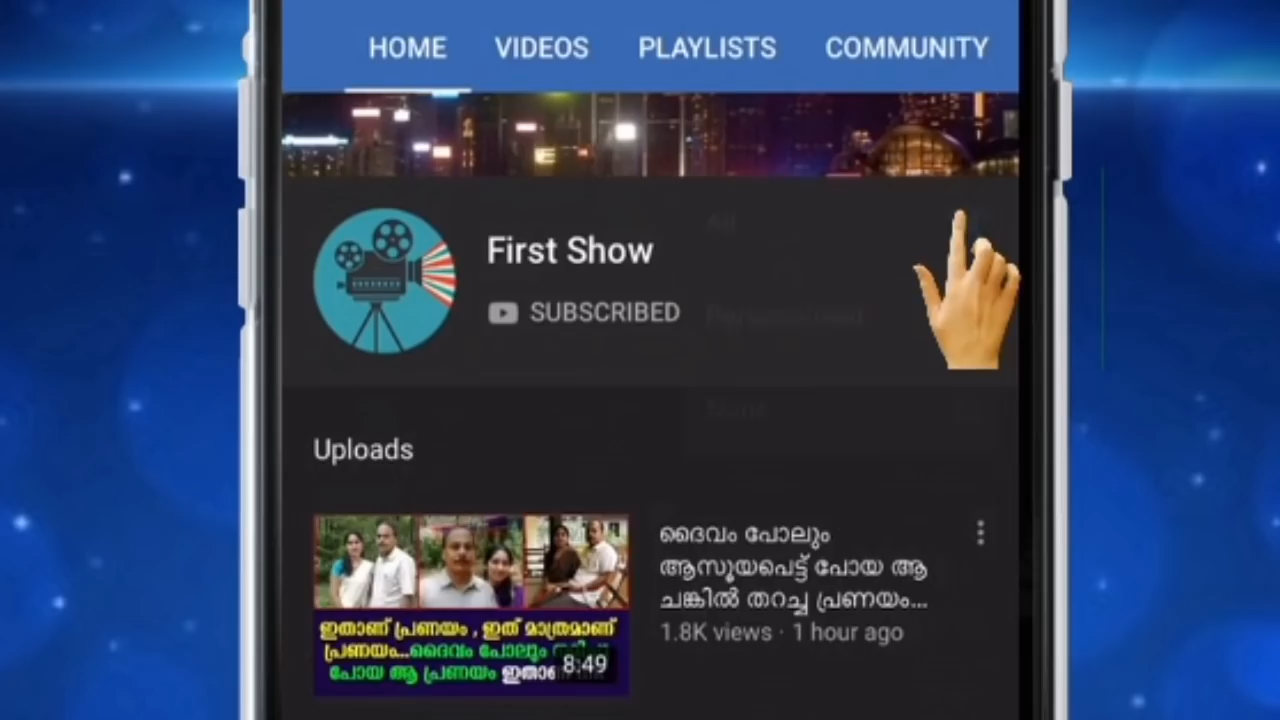 HOME VIDEOS PLAYLISTS COMMUNITY
First Show
SUBSCRIBED
Uploads
ദൈവം പോലും
ആസൂയപെട്ട് പോയ ആ
ചങ്കിൽ തറച്ച പ്രണയം...
1.8K views · 1 hour ago
ഇതാണ് പ്രണയം , ഇത് മാത്രമാണ്
പ്രണയം...ദൈവം പോലും
പോയ ആ പ്രണയം
8:49